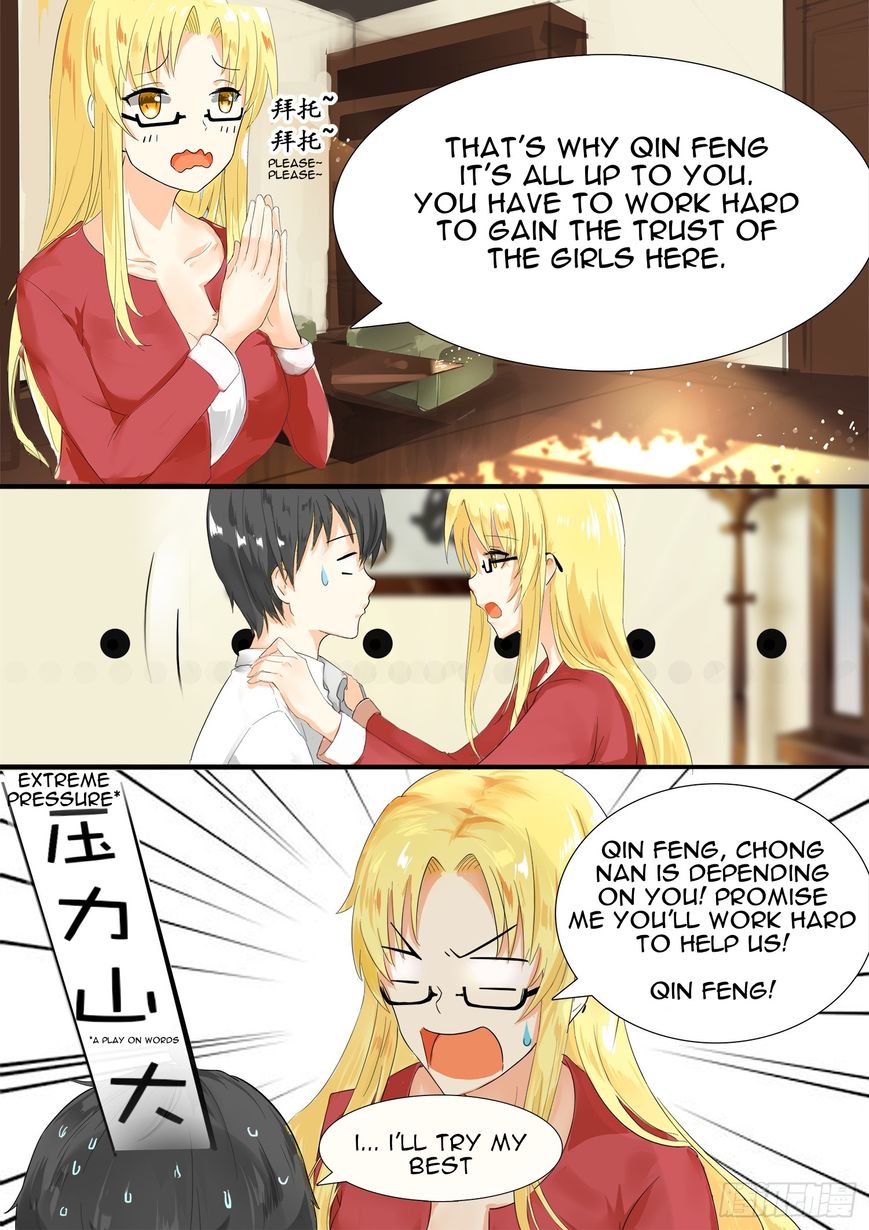 拜托~
拜托~
PLEASE~
PLEASE~
THAT'S WHY QIN FENG
IT'S ALL UP TO YOU.
YOU HAVE TO WORK HARD
TO GAIN THE TRUST OF
THE GIRLS HERE.
EXTREME
PRESSURE*
压
力
山
大
*A PLAY ON WORDS
QIN FENG, CHONG
NAN IS DEPENDING
ON YOU! PROMISE
ME YOU'LL WORK HARD
TO HELP US!
QIN FENG!
I... I'LL TRY MY
BEST